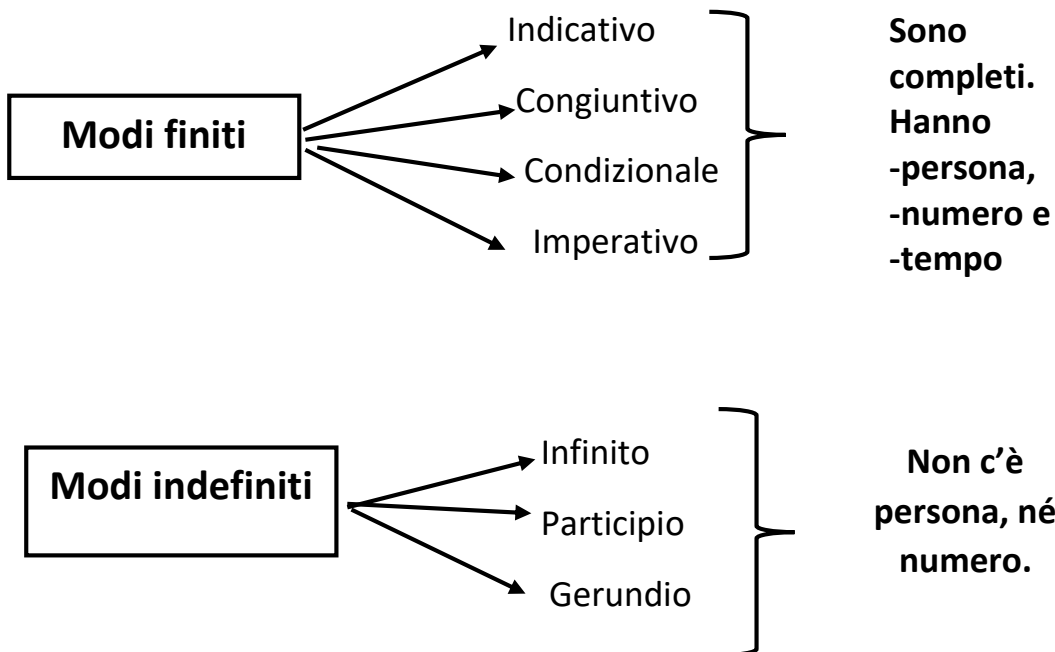 Modi finiti
Indicativo
Congiuntivo
Condizionale
Imperativo
Sono
completi.
Hanno
-persona,
-numero e
-tempo
Modi indefiniti
Infinito
Participio
Gerundio
Non c’è
persona, né
numero.